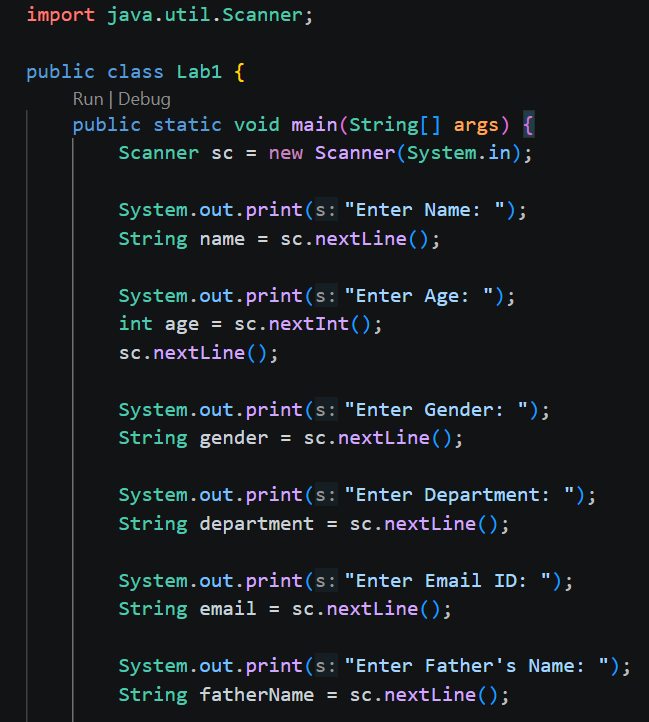 import java.util.Scanner;
public class Lab1 {
Run | Debug
public static void main(String[] args) {
Scanner sc = new Scanner(System.in);
System.out.print(s: "Enter Name: ");
String name = sc.nextLine();
System.out.print(s: "Enter Age: ");
int age = sc.nextInt();
sc.nextLine();
System.out.print(s: "Enter Gender: ");
String gender = sc.nextLine();
System.out.print(s: "Enter Department: ");
String department = sc.nextLine();
System.out.print(s: "Enter Email ID: ");
String email = sc.nextLine();
System.out.print(s: "Enter Father's Name: ");
String fatherName = sc.nextLine();